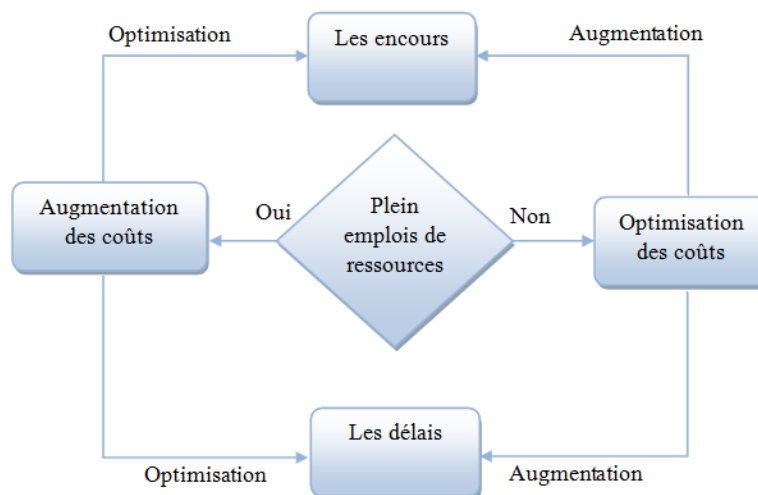 Optimisation
Les encours
Augmentation
Augmentation
des coûts
Oui
Plein
emplois de
ressources
Non
Optimisation
des coûts
Les délais
Optimisation
Augmentation